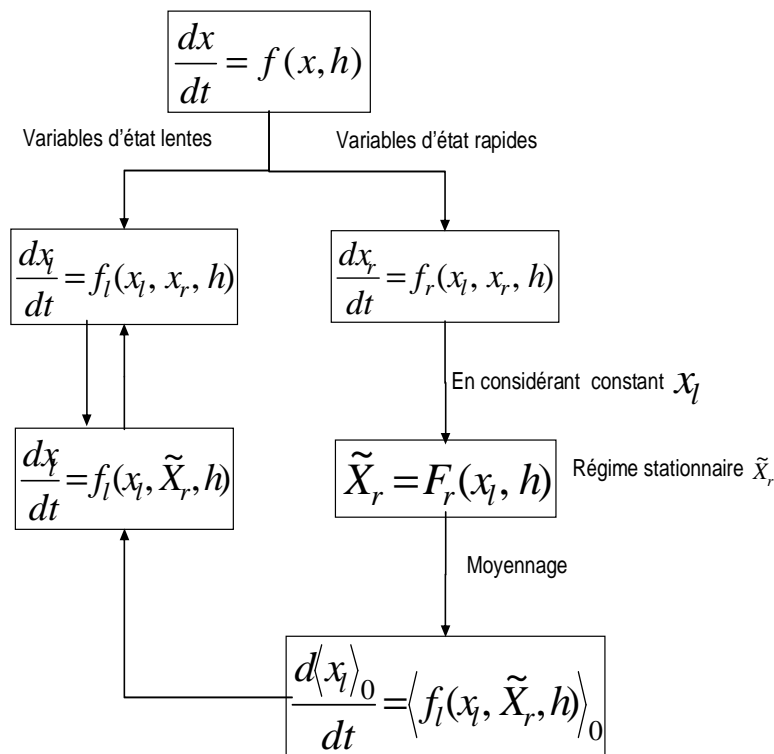 dx/dt = f(x, h)
Variables d'état lentes
Variables d'état rapides
dx_l/dt = f_l(x_l, x_r, h)
dx_r/dt = f_r(x_l, x_r, h)
En considérant constant x_l
dx_l/dt = f_l(x_l, X̃_r, h)
X̃_r = F_r(x_l, h)
Régime stationnaire X̃_r
Moyennage
d⟨x_l⟩_0/dt = ⟨f_l(x_l, X̃_r, h)⟩_0